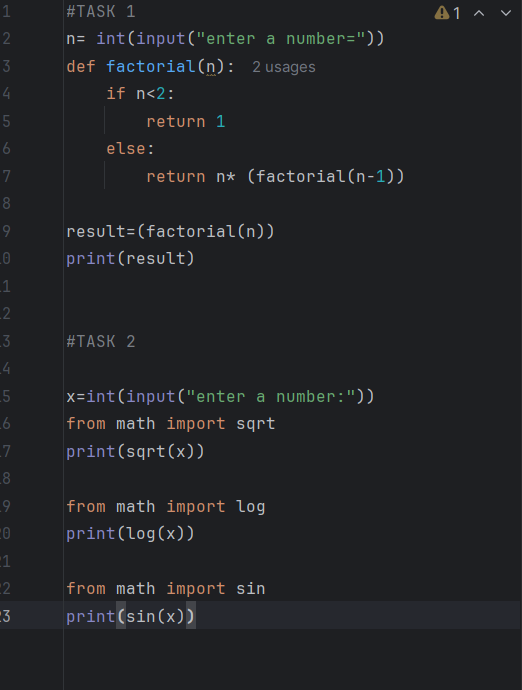 1 #TASK 1 1
2 n= int(input("enter a number="))
3 def factorial(n): 2 usages
4 if n<2:
5 return 1
6 else:
7 return n* (factorial(n-1))
8
9 result=(factorial(n))
0 print(result)
1
2
3 #TASK 2
4
5 x=int(input("enter a number:"))
6 from math import sqrt
7 print(sqrt(x))
8
9 from math import log
0 print(log(x))
1
2 from math import sin
3 print(sin(x))